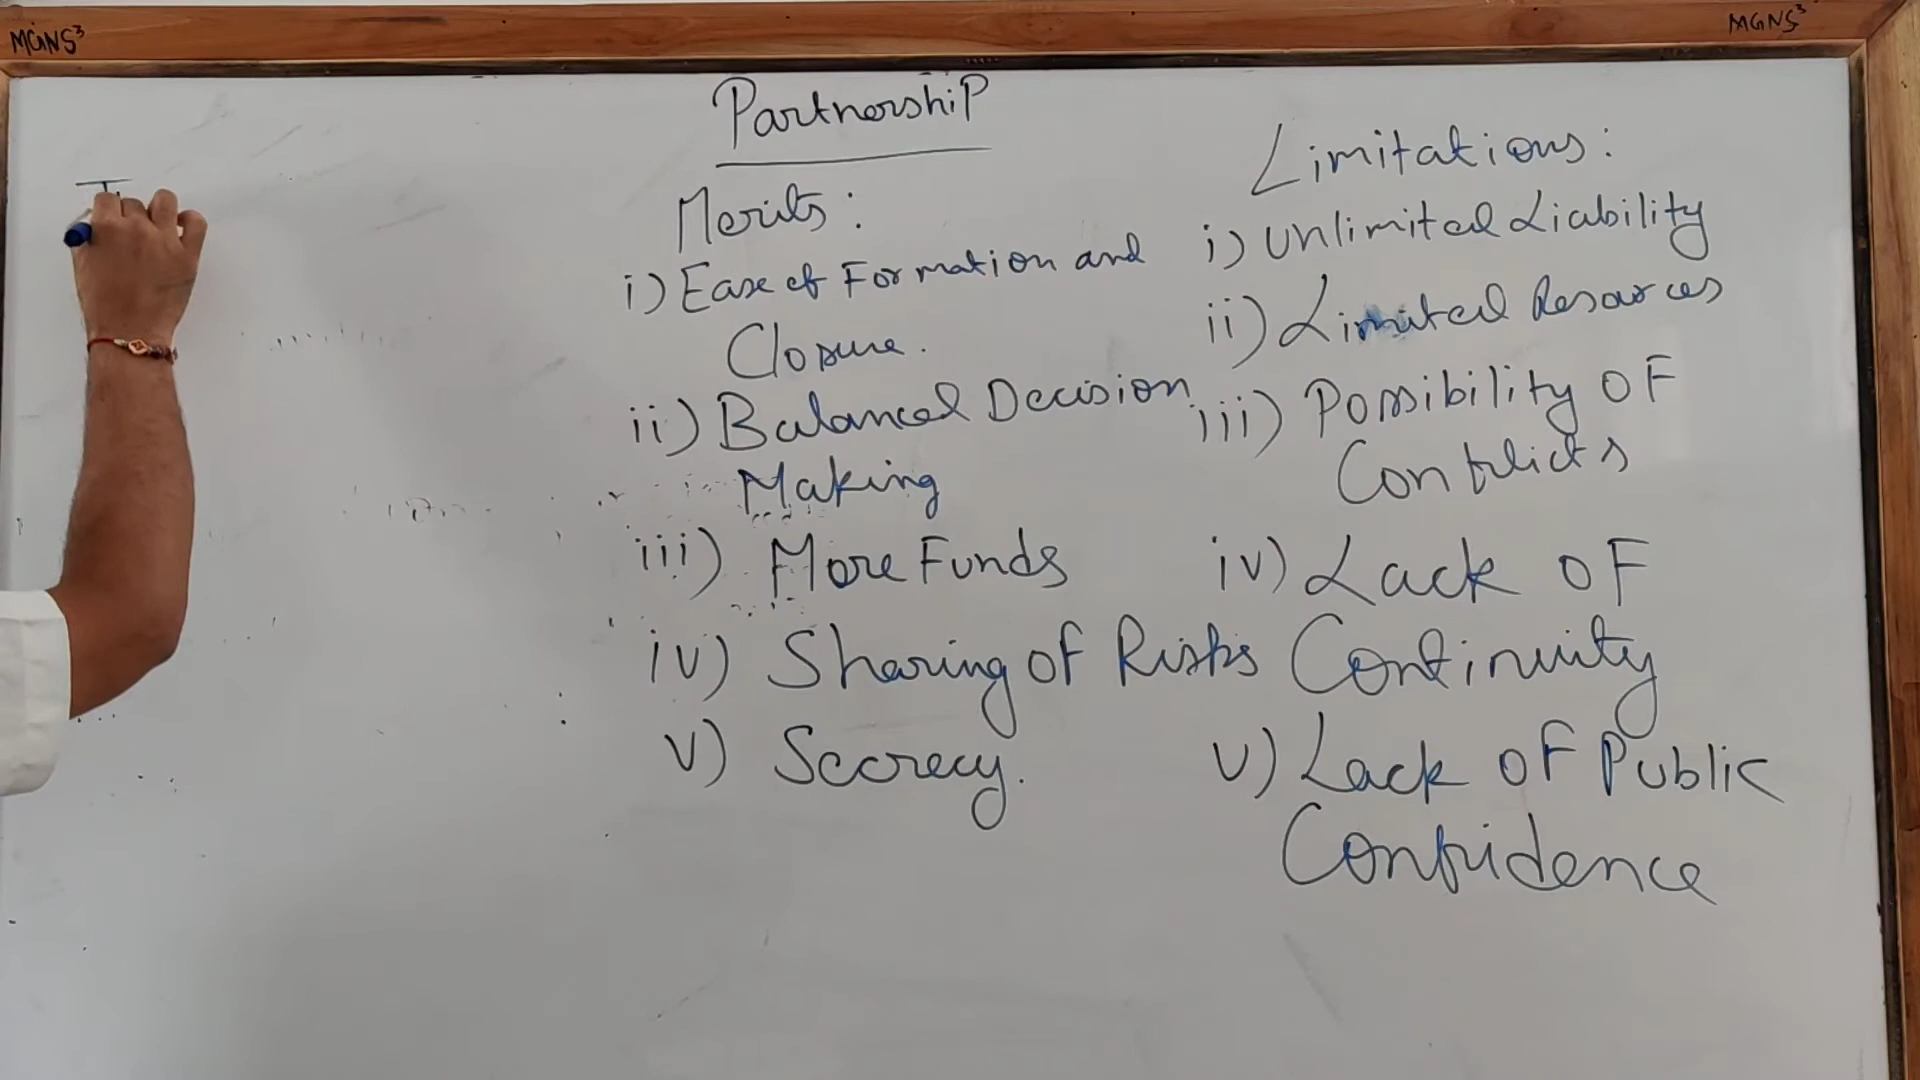 MGNS³
MGNS³
PartnershiP
Merits:
i) Ease of Formation and
Closure.
ii) Balanced Decision
Making
iii) More Funds
iv) Sharing of Risks
v) Secrecy.
Limitations:
i) Unlimited Liability
ii) Limited Resources
iii) Possibility OF
Conflicts
iv) Lack OF
Continuity
v) Lack OF Public
Confidence